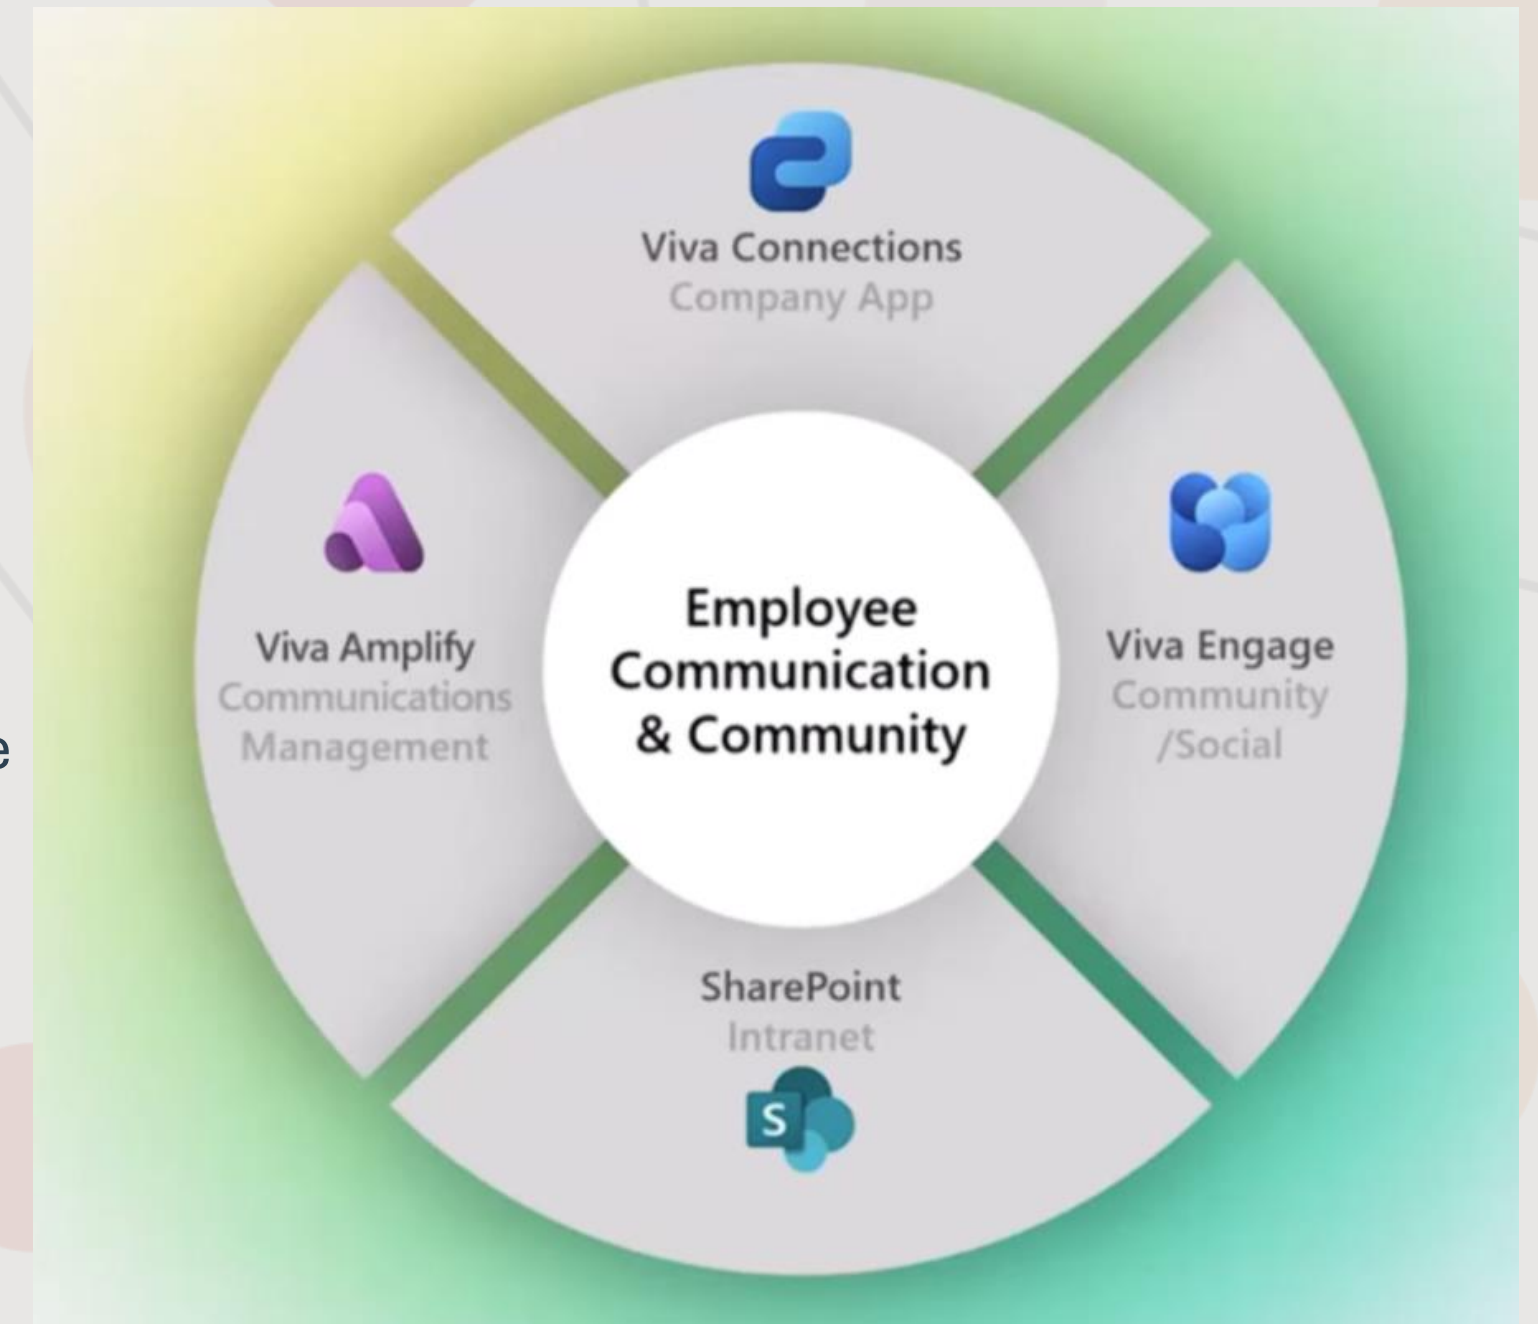 Viva Connections
Company App
Viva Amplify
Communications
Management
Employee
Communication
& Community
Viva Engage
Community
/Social
SharePoint
Intranet
S
e